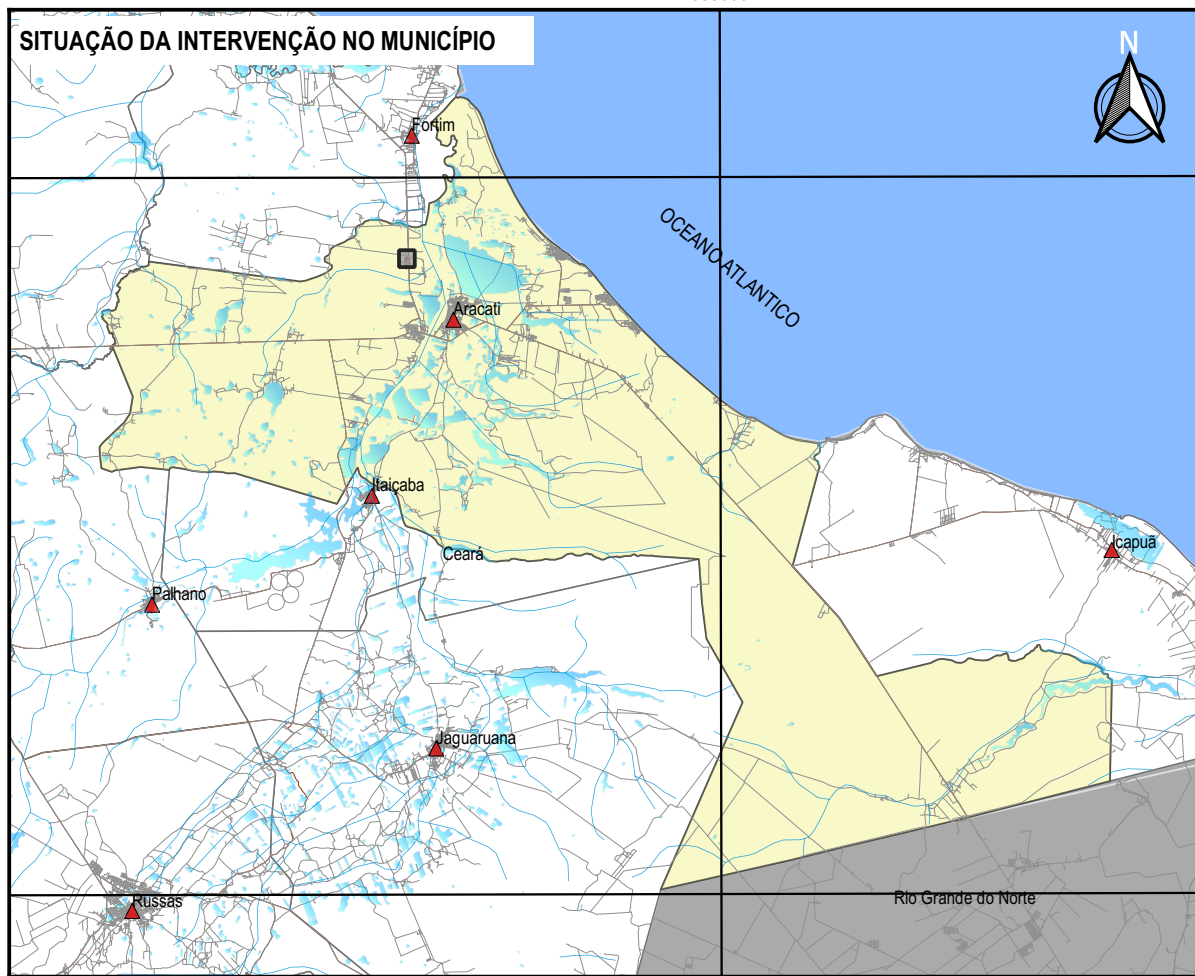 SITUAÇÃO DA INTERVENÇÃO NO MUNICÍPIO
N
Fortim
OCEANO ATLANTICO
Aracati
Itaiçaba
Ceará
Icapuã
Palhano
Jaguaruana
Rio Grande do Norte
Russas